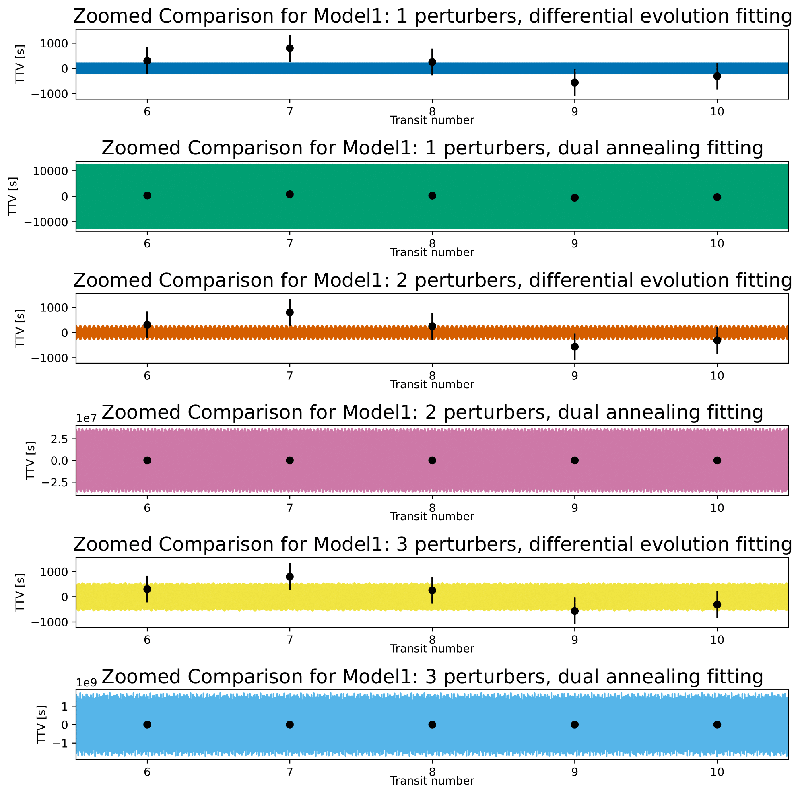 Zoomed Comparison for Model1: 1 perturbers, differential evolution fitting
1000
0
−1000
TTV [s]
6 7 8 9 10
Transit number
Zoomed Comparison for Model1: 1 perturbers, dual annealing fitting
10000
0
−10000
TTV [s]
6 7 8 9 10
Transit number
Zoomed Comparison for Model1: 2 perturbers, differential evolution fitting
1000
0
−1000
TTV [s]
6 7 8 9 10
Transit number
1e7
Zoomed Comparison for Model1: 2 perturbers, dual annealing fitting
2.5
0.0
−2.5
TTV [s]
6 7 8 9 10
Transit number
Zoomed Comparison for Model1: 3 perturbers, differential evolution fitting
1000
0
−1000
TTV [s]
6 7 8 9 10
Transit number
1e9
Zoomed Comparison for Model1: 3 perturbers, dual annealing fitting
1
0
−1
TTV [s]
6 7 8 9 10
Transit number